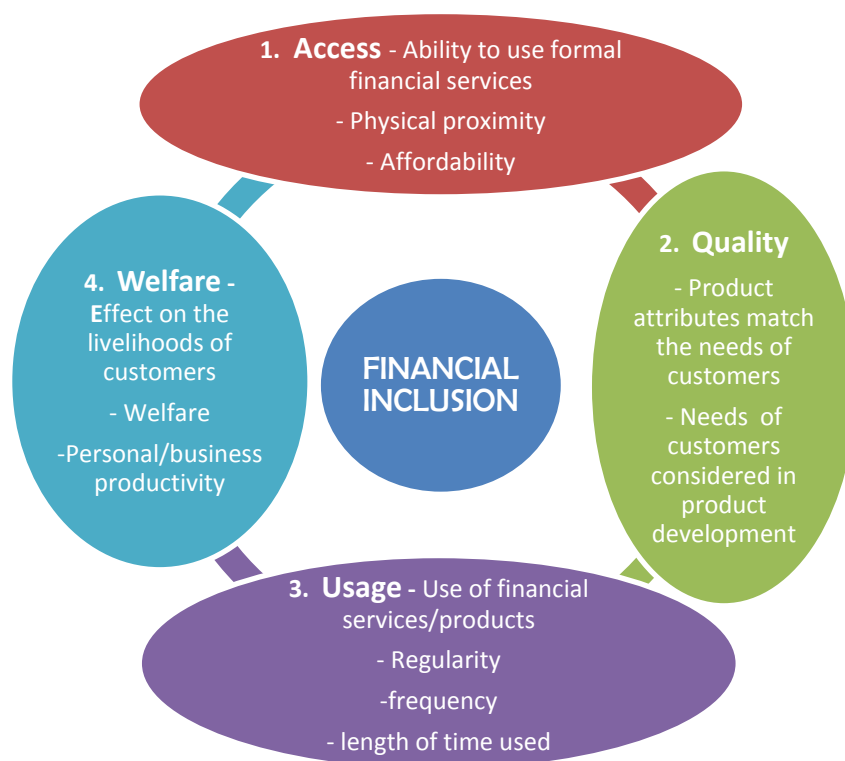 1. Access - Ability to use formal
financial services
- Physical proximity
- Affordability
2. Quality
- Product
attributes match
the needs of
customers
- Needs of
customers
considered in
product
development
3. Usage - Use of financial
services/products
- Regularity
-frequency
- length of time used
4. Welfare -
Effect on the
livelihoods of
customers
- Welfare
-Personal/business
productivity
FINANCIAL
INCLUSION